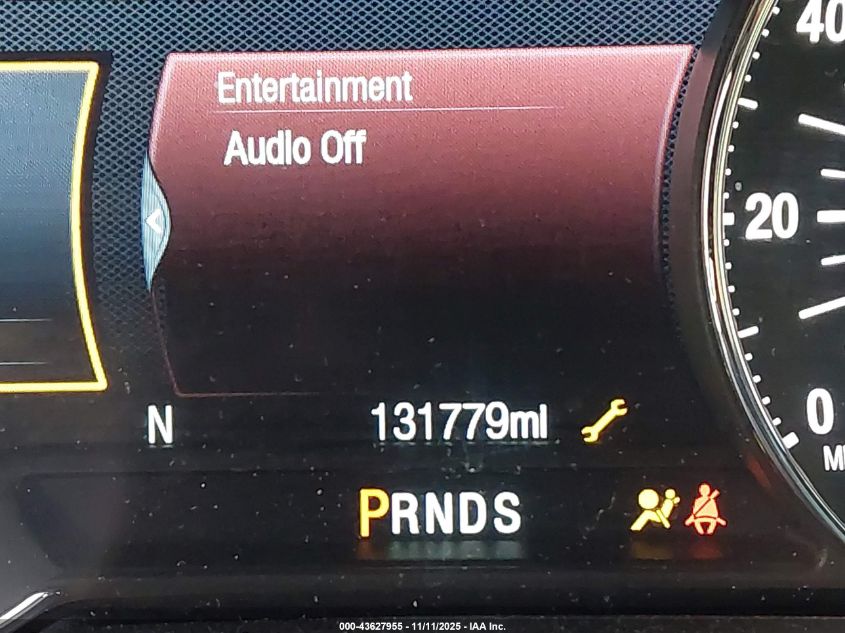 Entertainment
Audio Off
40
20
0
N
131779mi
PRNDS
000-43627955 - 11/11/2025 - IAA Inc.